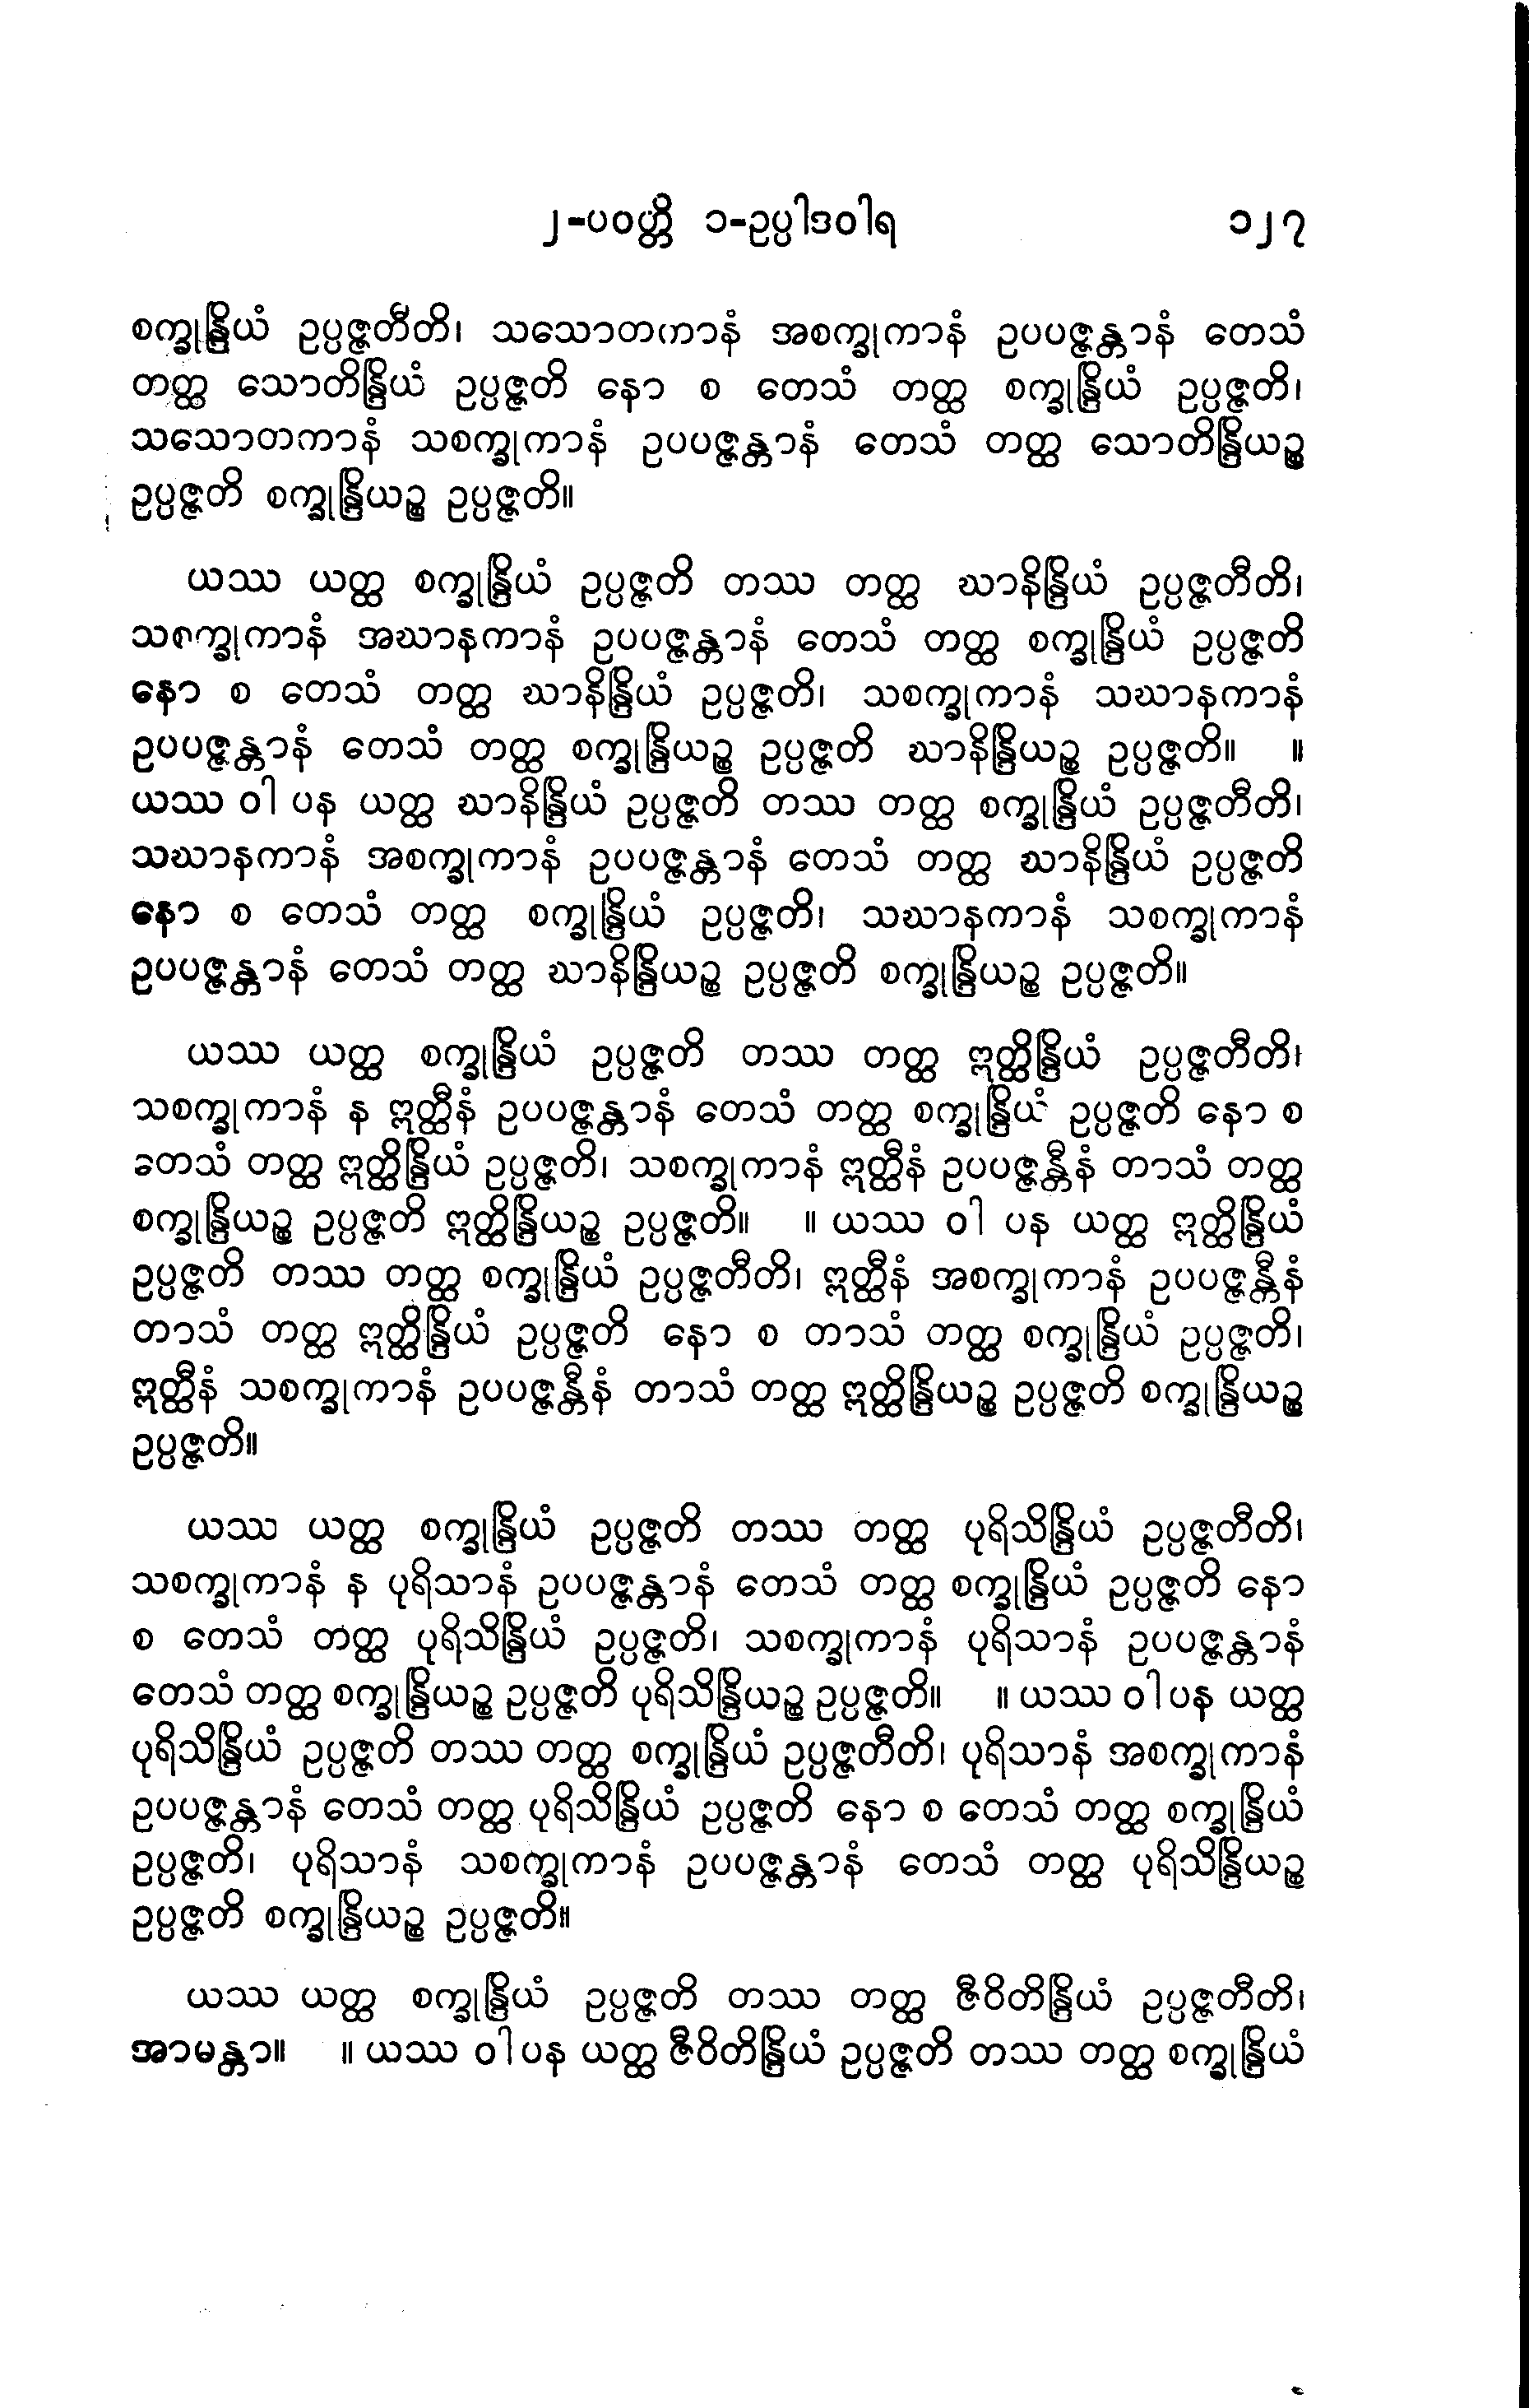 ၂-ပဝတ္တိ ၁-ဥပ္ပါဒဝါရ ၁၂၇
စက္ခုန္ဒြိယံ ဥပ္ပဇ္ဇတီတိ၊ သသောတကာနံ အစက္ခုကာနံ ဥပပဇ္ဇန္တာနံ တေသံ
တတ္ထ သောတိန္ဒြိယံ ဥပ္ပဇ္ဇတိ နော စ တေသံ တတ္ထ စက္ခုန္ဒြိယံ ဥပ္ပဇ္ဇတိ၊
သသောတကာနံ သစက္ခုကာနံ ဥပပဇ္ဇန္တာနံ တေသံ တတ္ထ သောတိန္ဒြိယဉ္စ
ဥပ္ပဇ္ဇတိ စက္ခုန္ဒြိယဉ္စ ဥပ္ပဇ္ဇတိ။
ယဿ ယတ္ထ စက္ခုန္ဒြိယံ ဥပ္ပဇ္ဇတိ တဿ တတ္ထ ဃာနိန္ဒြိယံ ဥပ္ပဇ္ဇတီတိ၊
သစက္ခုကာနံ အဃာနကာနံ ဥပပဇ္ဇန္တာနံ တေသံ တတ္ထ စက္ခုန္ဒြိယံ ဥပ္ပဇ္ဇတိ
နော စ တေသံ တတ္ထ ဃာနိန္ဒြိယံ ဥပ္ပဇ္ဇတိ၊ သစက္ခုကာနံ သဃာနကာနံ
ဥပပဇ္ဇန္တာနံ တေသံ တတ္ထ စက္ခုန္ဒြိယဉ္စ ဥပ္ပဇ္ဇတိ ဃာနိန္ဒြိယဉ္စ ဥပ္ပဇ္ဇတိ။ ။
ယဿ ဝါ ပန ယတ္ထ ဃာနိန္ဒြိယံ ဥပ္ပဇ္ဇတိ တဿ တတ္ထ စက္ခုန္ဒြိယံ ဥပ္ပဇ္ဇတီတိ၊
သဃာနကာနံ အစက္ခုကာနံ ဥပပဇ္ဇန္တာနံ တေသံ တတ္ထ ဃာနိန္ဒြိယံ ဥပ္ပဇ္ဇတိ
နော စ တေသံ တတ္ထ စက္ခုန္ဒြိယံ ဥပ္ပဇ္ဇတိ၊ သဃာနကာနံ သစက္ခုကာနံ
ဥပပဇ္ဇန္တာနံ တေသံ တတ္ထ ဃာနိန္ဒြိယဉ္စ ဥပ္ပဇ္ဇတိ စက္ခုန္ဒြိယဉ္စ ဥပ္ပဇ္ဇတိ။
ယဿ ယတ္ထ စက္ခုန္ဒြိယံ ဥပ္ပဇ္ဇတိ တဿ တတ္ထ ဣတ္ထိန္ဒြိယံ ဥပ္ပဇ္ဇတီတိ၊
သစက္ခုကာနံ န ဣတ္ထီနံ ဥပပဇ္ဇန္တာနံ တေသံ တတ္ထ စက္ခုန္ဒြိယံ ဥပ္ပဇ္ဇတိ နော စ
တေသံ တတ္ထ ဣတ္ထိန္ဒြိယံ ဥပ္ပဇ္ဇတိ၊ သစက္ခုကာနံ ဣတ္ထီနံ ဥပပဇ္ဇန္တီနံ တာသံ တတ္ထ
စက္ခုန္ဒြိယဉ္စ ဥပ္ပဇ္ဇတိ ဣတ္ထိန္ဒြိယဉ္စ ဥပ္ပဇ္ဇတိ။ ။ ယဿ ဝါ ပန ယတ္ထ ဣတ္ထိန္ဒြိယံ
ဥပ္ပဇ္ဇတိ တဿ တတ္ထ စက္ခုန္ဒြိယံ ဥပ္ပဇ္ဇတီတိ၊ ဣတ္ထီနံ အစက္ခုကာနံ ဥပပဇ္ဇန္တီနံ
တာသံ တတ္ထ ဣတ္ထိန္ဒြိယံ ဥပ္ပဇ္ဇတိ နော စ တာသံ တတ္ထ စက္ခုန္ဒြိယံ ဥပ္ပဇ္ဇတိ၊
ဣတ္ထီနံ သစက္ခုကာနံ ဥပပဇ္ဇန္တီနံ တာသံ တတ္ထ ဣတ္ထိန္ဒြိယဉ္စ ဥပ္ပဇ္ဇတိ စက္ခုန္ဒြိယဉ္စ
ဥပ္ပဇ္ဇတိ။
ယဿ ယတ္ထ စက္ခုန္ဒြိယံ ဥပ္ပဇ္ဇတိ တဿ တတ္ထ ပုရိသိန္ဒြိယံ ဥပ္ပဇ္ဇတီတိ၊
သစက္ခုကာနံ န ပုရိသာနံ ဥပပဇ္ဇန္တာနံ တေသံ တတ္ထ စက္ခုန္ဒြိယံ ဥပ္ပဇ္ဇတိ နော
စ တေသံ တတ္ထ ပုရိသိန္ဒြိယံ ဥပ္ပဇ္ဇတိ၊ သစက္ခုကာနံ ပုရိသာနံ ဥပပဇ္ဇန္တာနံ
တေသံ တတ္ထ စက္ခုန္ဒြိယဉ္စ ဥပ္ပဇ္ဇတိ ပုရိသိန္ဒြိယဉ္စ ဥပ္ပဇ္ဇတိ။ ။ ယဿ ဝါ ပန ယတ္ထ
ပုရိသိန္ဒြိယံ ဥပ္ပဇ္ဇတိ တဿ တတ္ထ စက္ခုန္ဒြိယံ ဥပ္ပဇ္ဇတီတိ၊ ပုရိသာနံ အစက္ခုကာနံ
ဥပပဇ္ဇန္တာနံ တေသံ တတ္ထ ပုရိသိန္ဒြိယံ ဥပ္ပဇ္ဇတိ နော စ တေသံ တတ္ထ စက္ခုန္ဒြိယံ
ဥပ္ပဇ္ဇတိ၊ ပုရိသာနံ သစက္ခုကာနံ ဥပပဇ္ဇန္တာနံ တေသံ တတ္ထ ပုရိသိန္ဒြိယဉ္စ
ဥပ္ပဇ္ဇတိ စက္ခုန္ဒြိယဉ္စ ဥပ္ပဇ္ဇတိ။
ယဿ ယတ္ထ စက္ခုန္ဒြိယံ ဥပ္ပဇ္ဇတိ တဿ တတ္ထ ဇီဝိတိန္ဒြိယံ ဥပ္ပဇ္ဇတီတိ၊
အာမန္တာ။ ။ ယဿ ဝါ ပန ယတ္ထ ဇီဝိတိန္ဒြိယံ ဥပ္ပဇ္ဇတိ တဿ တတ္ထ စက္ခုန္ဒြိယံ